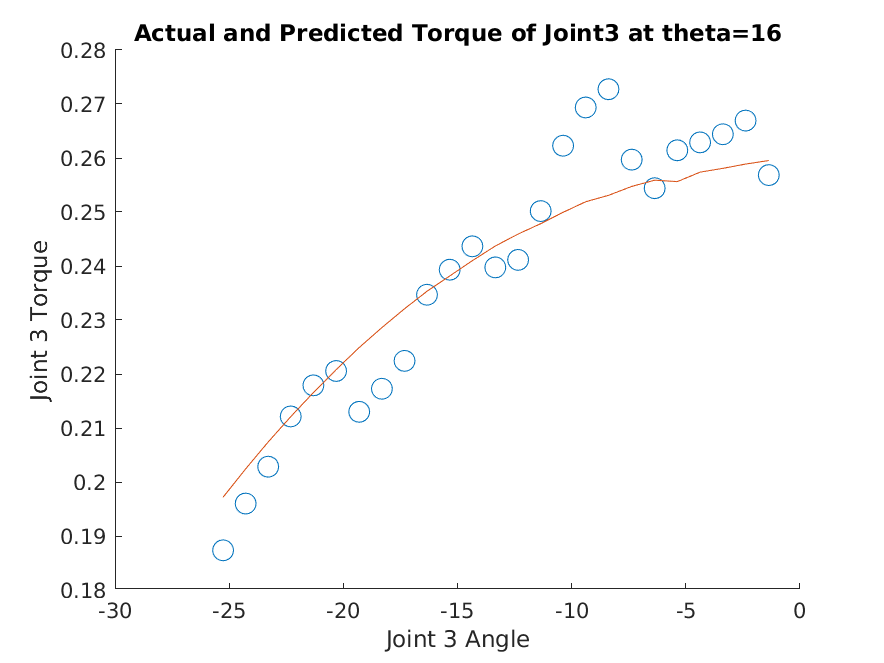 Actual and Predicted Torque of Joint3 at theta=16
0.28
0.27
0.26
0.25
0.24
0.23
0.22
0.21
0.2
0.19
0.18
Joint 3 Torque
-30 -25 -20 -15 -10 -5 0
Joint 3 Angle